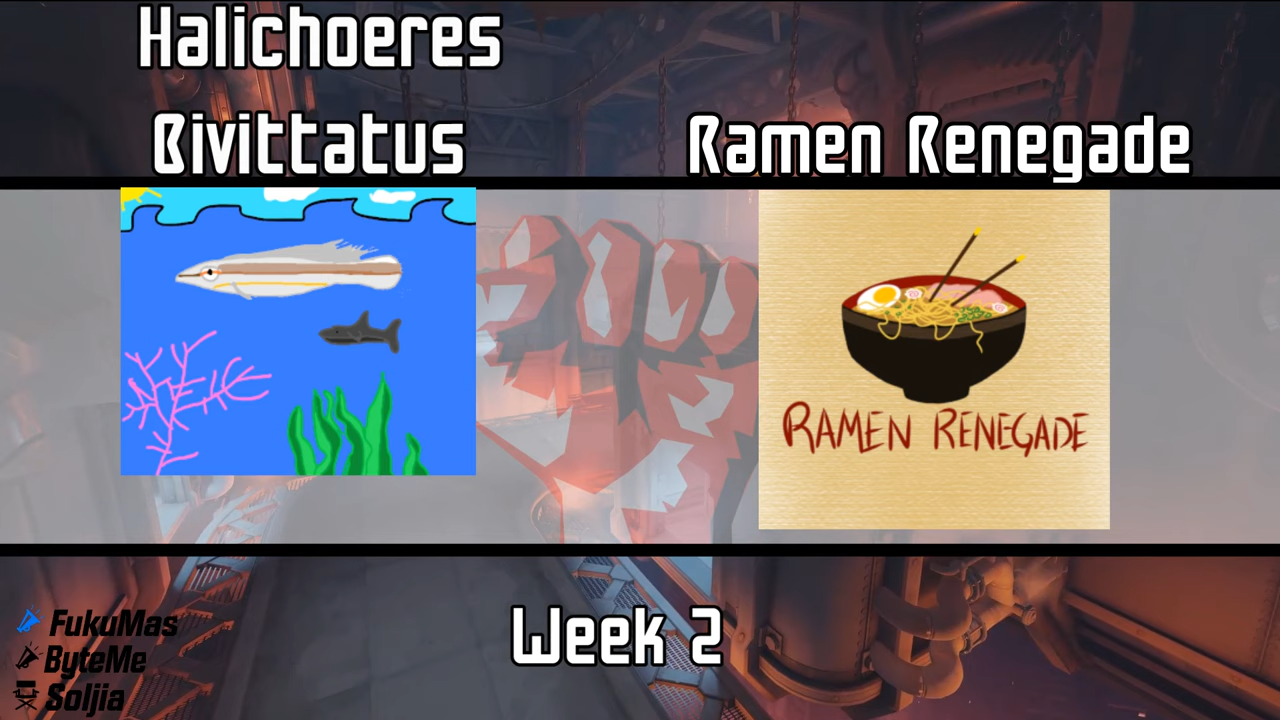 Halichoeres
Bivittatus
Ramen Renegade
RAMEN RENEGADE
Week 2
FukuMas
ByteMe
Soljia